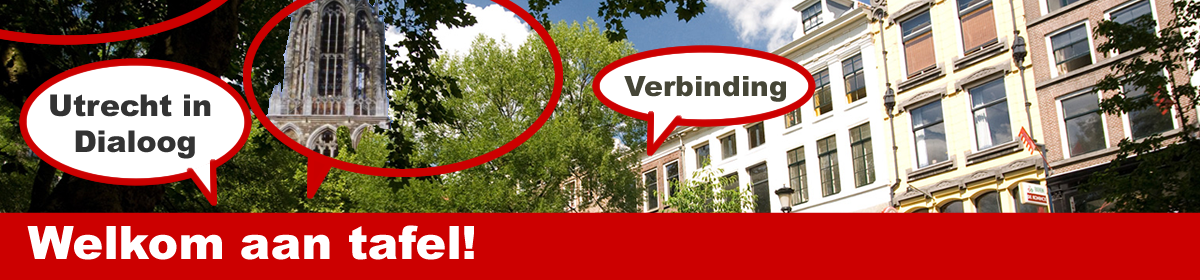 Utrecht in
Dialoog
Verbinding
Welkom aan tafel!